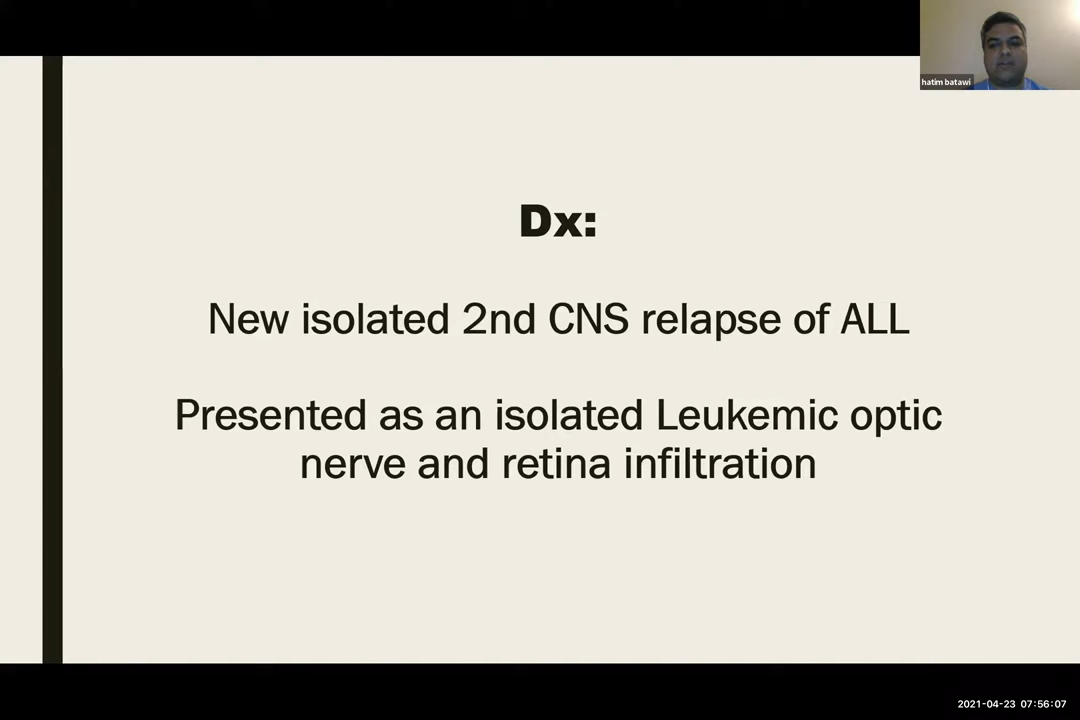 hatim batawi
Dx:
New isolated 2nd CNS relapse of ALL
Presented as an isolated Leukemic optic
nerve and retina infiltration
2021-04-23 07:56:07